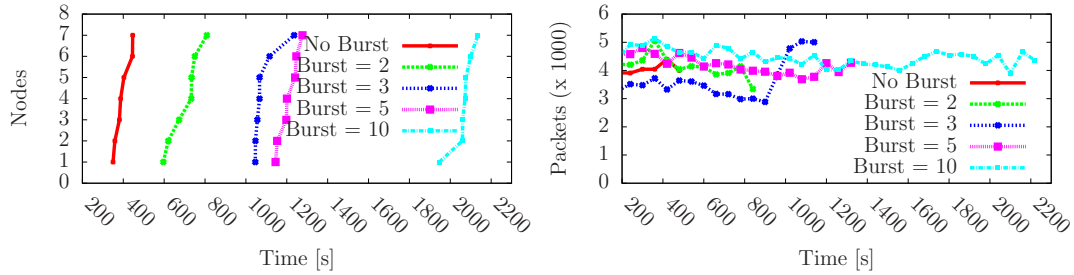 Nodes
8
7
6
5
4
3
2
1
0
200
400
600
800
1000
1200
1400
1600
1800
2000
2200
Time [s]
No Burst
Burst = 2
Burst = 3
Burst = 5
Burst = 10
Packets (x 1000)
6
5
4
3
2
1
0
200
400
600
800
1000
1200
1400
1600
1800
2000
2200
Time [s]
No Burst
Burst = 2
Burst = 3
Burst = 5
Burst = 10